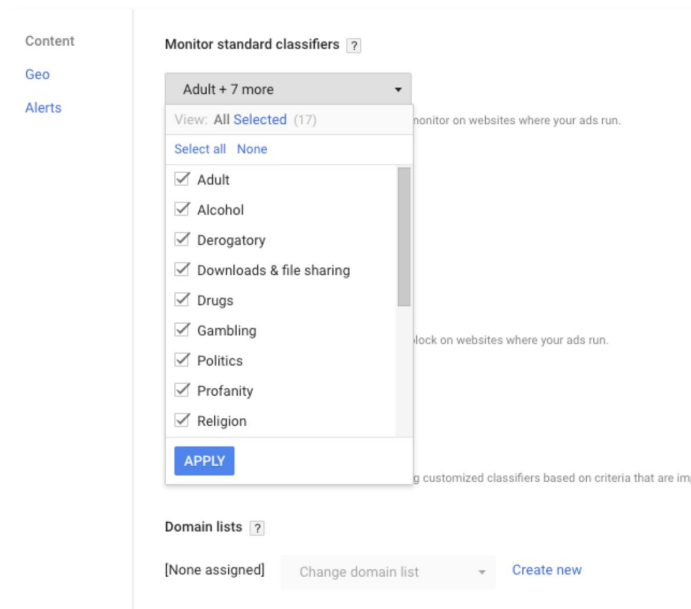 Content
Geo
Alerts
Monitor standard classifiers ?
Adult + 7 more
View: All Selected (17)
monitor on websites where your ads run.
Select all None
Adult
Alcohol
Derogatory
Downloads & file sharing
Drugs
Gambling
block on websites where your ads run.
Politics
Profanity
Religion
APPLY
customized classifiers based on criteria that are
Domain lists ?
[None assigned] Change domain list Create new